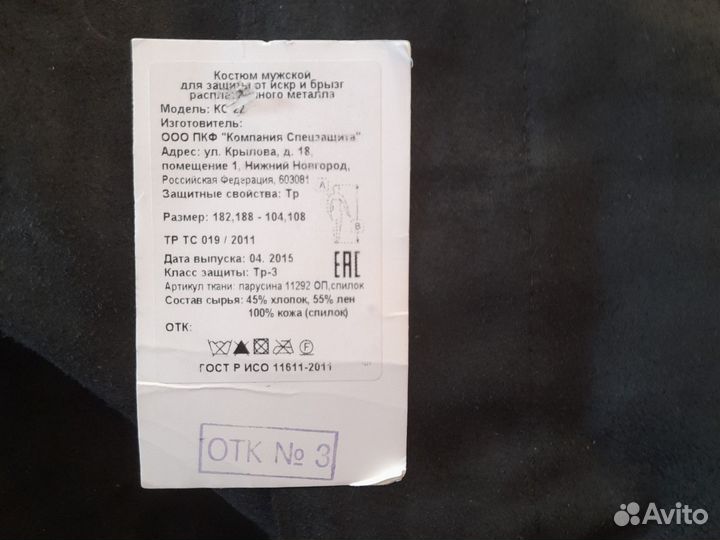 Костюм мужской
для защиты от искр и брызг
металла
Модель:
Изготовитель:
ООО ПКФ "Компания Спецзащита"
Адрес: ул. Крылова, д. 18,
помещение 1, Нижний Новгород,
Российская Федерация, 603081
Защитные свойства: Тр
A
Размер: 182,188 - 104,108
B
ТР ТС 019 / 2011
Дата выпуска: 04. 2015
EAC
Класс защиты: Тр-3
Артикул ткани: парусина 11292 ОП,спилок
Состав сырья: 45% хлопок, 55% лен
100% кожа (спилок)
ОТК:
F
ГОСТ Р ИСО 11611-2011
ОТК № 3
Avito